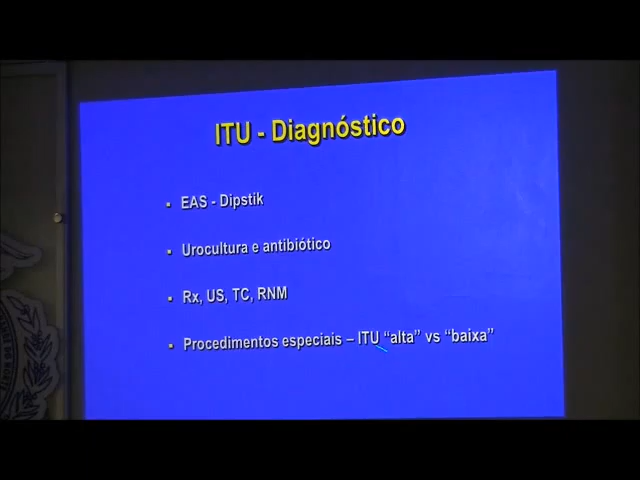 ITU - Diagnóstico
▪ EAS - Dipstik
▪ Urocultura e antibiótico
▪ Rx, US, TC, RNM
▪ Procedimentos especiais – ITU “alta” vs “baixa”